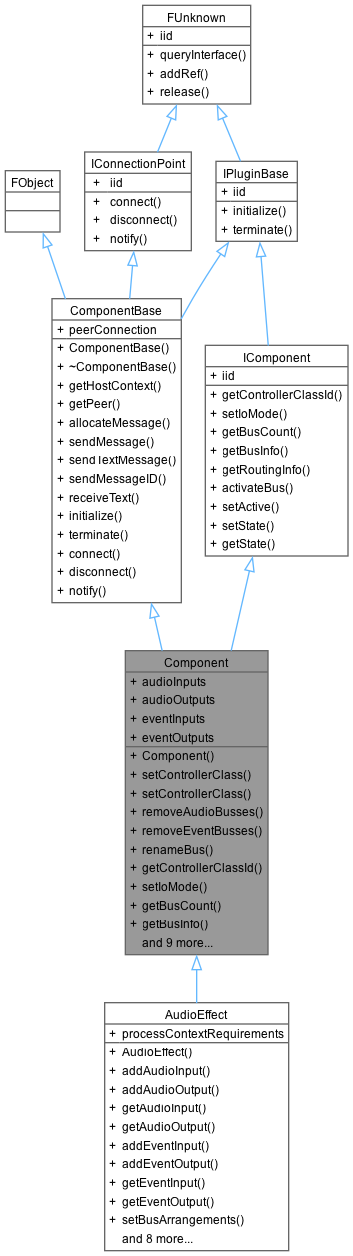 FUnknown
+ iid
+ queryInterface()
+ addRef()
+ release()
IConnectionPoint
+ iid
+ connect()
+ disconnect()
+ notify()
IPluginBase
+ iid
+ initialize()
+ terminate()
FObject
ComponentBase
+ peerConnection
+ ComponentBase()
+ ~ComponentBase()
+ getHostContext()
+ getPeer()
+ allocateMessage()
+ sendMessage()
+ sendTextMessage()
+ sendMessageID()
+ receiveText()
+ initialize()
+ terminate()
+ connect()
+ disconnect()
+ notify()
IComponent
+ iid
+ getControllerClassId()
+ setIoMode()
+ getBusCount()
+ getBusInfo()
+ getRoutingInfo()
+ activateBus()
+ setActive()
+ setState()
+ getState()
Component
+ audioInputs
+ audioOutputs
+ eventInputs
+ eventOutputs
+ Component()
+ setControllerClass()
+ setControllerClass()
+ removeAudioBusses()
+ removeEventBusses()
+ renameBus()
+ getControllerClassId()
+ setIoMode()
+ getBusCount()
+ getBusInfo()
and 9 more...
AudioEffect
+ processContextRequirements
+ AudioEffect()
+ addAudioInput()
+ addAudioOutput()
+ getAudioInput()
+ getAudioOutput()
+ addEventInput()
+ addEventOutput()
+ getEventInput()
+ getEventOutput()
+ setBusArrangements()
and 8 more...